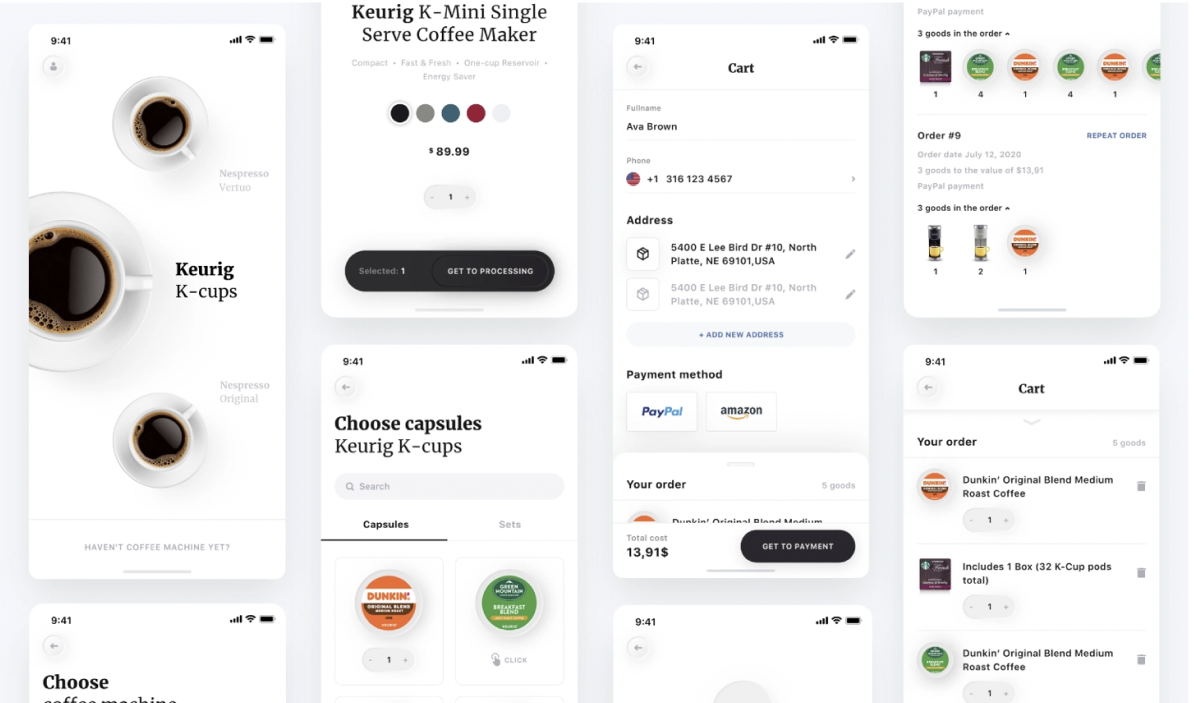 9:41
Nespresso
Vertuo
Keurig
K-cups
Nespresso
Original
HAVEN'T COFFEE MACHINE YET?
9:41
Choose
coffee machine
Keurig K-Mini Single
Serve Coffee Maker
Compact • Fast & Fresh • One-cup Reservoir •
Energy Saver
$ 89.99
- 1 +
Selected: 1 GET TO PROCESSING
9:41
Choose capsules
Keurig K-cups
Search
Capsules Sets
DUNKIN'
ORIGINAL BLEND
MEDIUM ROAST
- 1 +
GREEN
MOUNTAIN
BREAKFAST
BLEND
KEURIG
CLICK
9:41
Cart
Fullname
Ava Brown
Phone
+1 316 123 4567
Address
5400 E Lee Bird Dr #10, North
Platte, NE 69101,USA
5400 E Lee Bird Dr #10, North
Platte, NE 69101,USA
+ ADD NEW ADDRESS
Payment method
PayPal amazon
Your order 5 goods
Dunkin' Original Blend Medium
Total cost
13,91$
GET TO PAYMENT
9:41
PayPal payment
3 goods in the order
1 4 1 4 1
Order #9 REPEAT ORDER
Order date July 12, 2020
3 goods to the value of $13,91
PayPal payment
3 goods in the order
DUNKIN'
1 2 1
9:41
Cart
Your order 5 goods
Dunkin' Original Blend Medium
Roast Coffee
- 1 +
Includes 1 Box (32 K-Cup pods
total)
- 1 +
Dunkin' Original Blend Medium
Roast Coffee
- 1 +